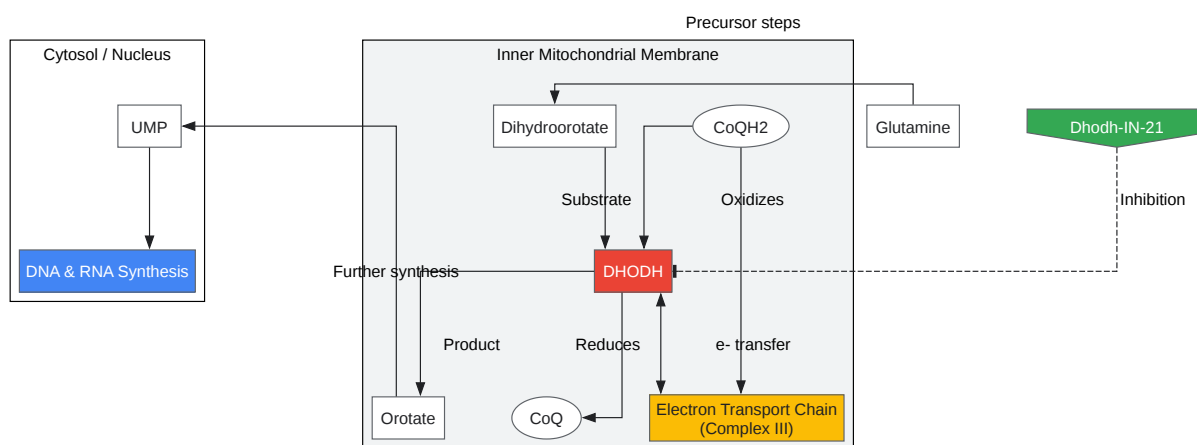 Precursor steps
Cytosol / Nucleus
Inner Mitochondrial Membrane
UMP
Dihydroorotate
CoQH2
Glutamine
Dhodh-IN-21
Substrate
Oxidizes
Inhibition
DNA & RNA Synthesis
Further synthesis
DHODH
Product
Reduces
e- transfer
Orotate
CoQ
Electron Transport Chain
(Complex III)